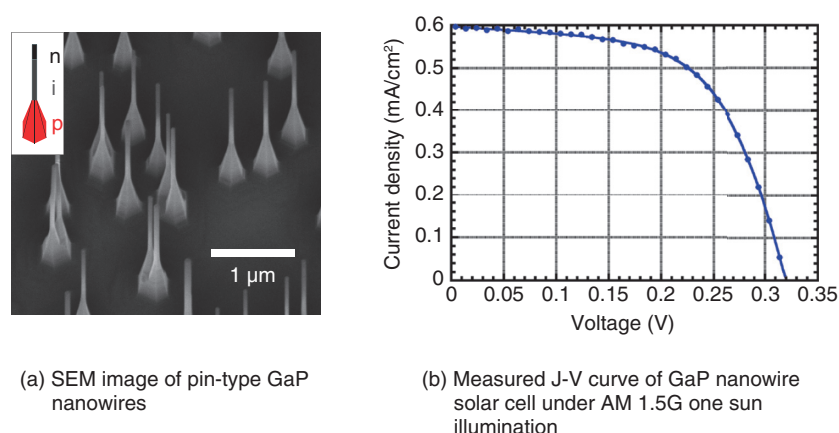 n
i
p
1 μm
(a) SEM image of pin-type GaP
nanowires
Current density (mA/cm²)
0.6
0.5
0.4
0.3
0.2
0.1
0
0 0.05 0.1 0.15 0.2 0.25 0.3 0.35
Voltage (V)
(b) Measured J-V curve of GaP nanowire
solar cell under AM 1.5G one sun
illumination